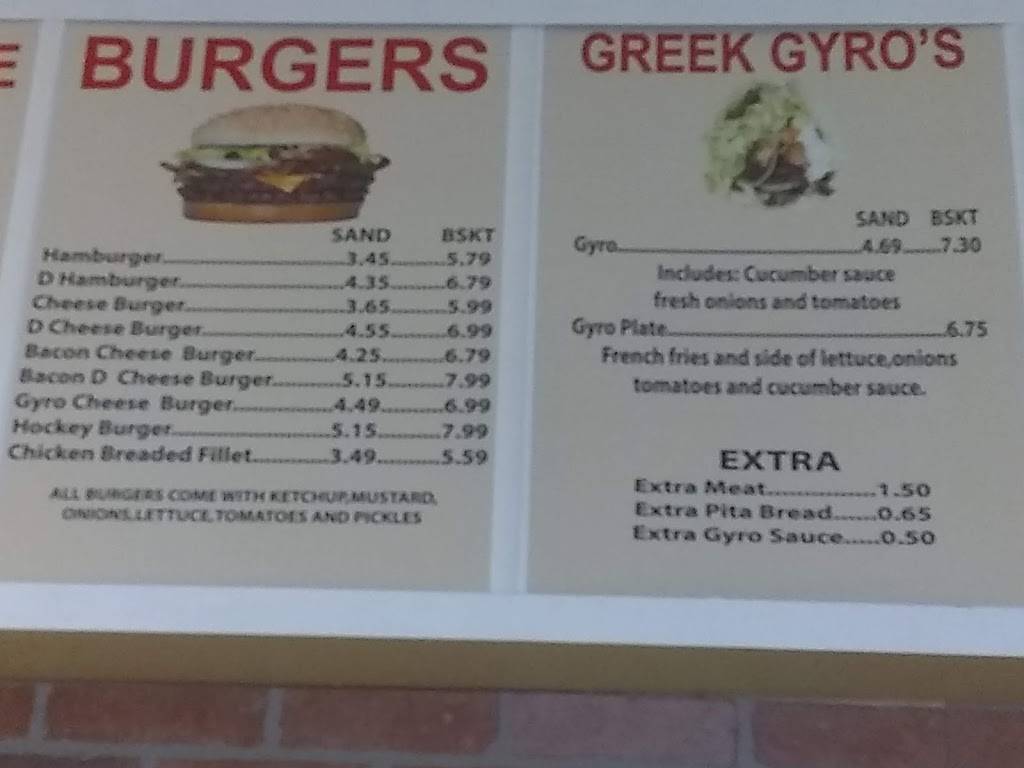 E
BURGERS
SAND BSKT
Hamburger 3.45 5.79
D Hamburger 4.35 6.79
Cheese Burger 3.65 5.99
D Cheese Burger 4.55 6.99
Bacon Cheese Burger 4.25 6.79
Bacon D Cheese Burger 5.15 7.99
Gyro Cheese Burger 4.49 6.99
Hockey Burger 5.15 7.99
Chicken Breaded Fillet 3.49 5.59
ALL BURGERS COME WITH KETCHUP,MUSTARD,
ONIONS,LETTUCE,TOMATOES AND PICKLES
GREEK GYRO'S
SAND BSKT
Gyro 4.69 7.30
Includes: Cucumber sauce
fresh onions and tomatoes
Gyro Plate 6.75
French fries and side of lettuce,onions
tomatoes and cucumber sauce.
EXTRA
Extra Meat 1.50
Extra Pita Bread 0.65
Extra Gyro Sauce 0.50